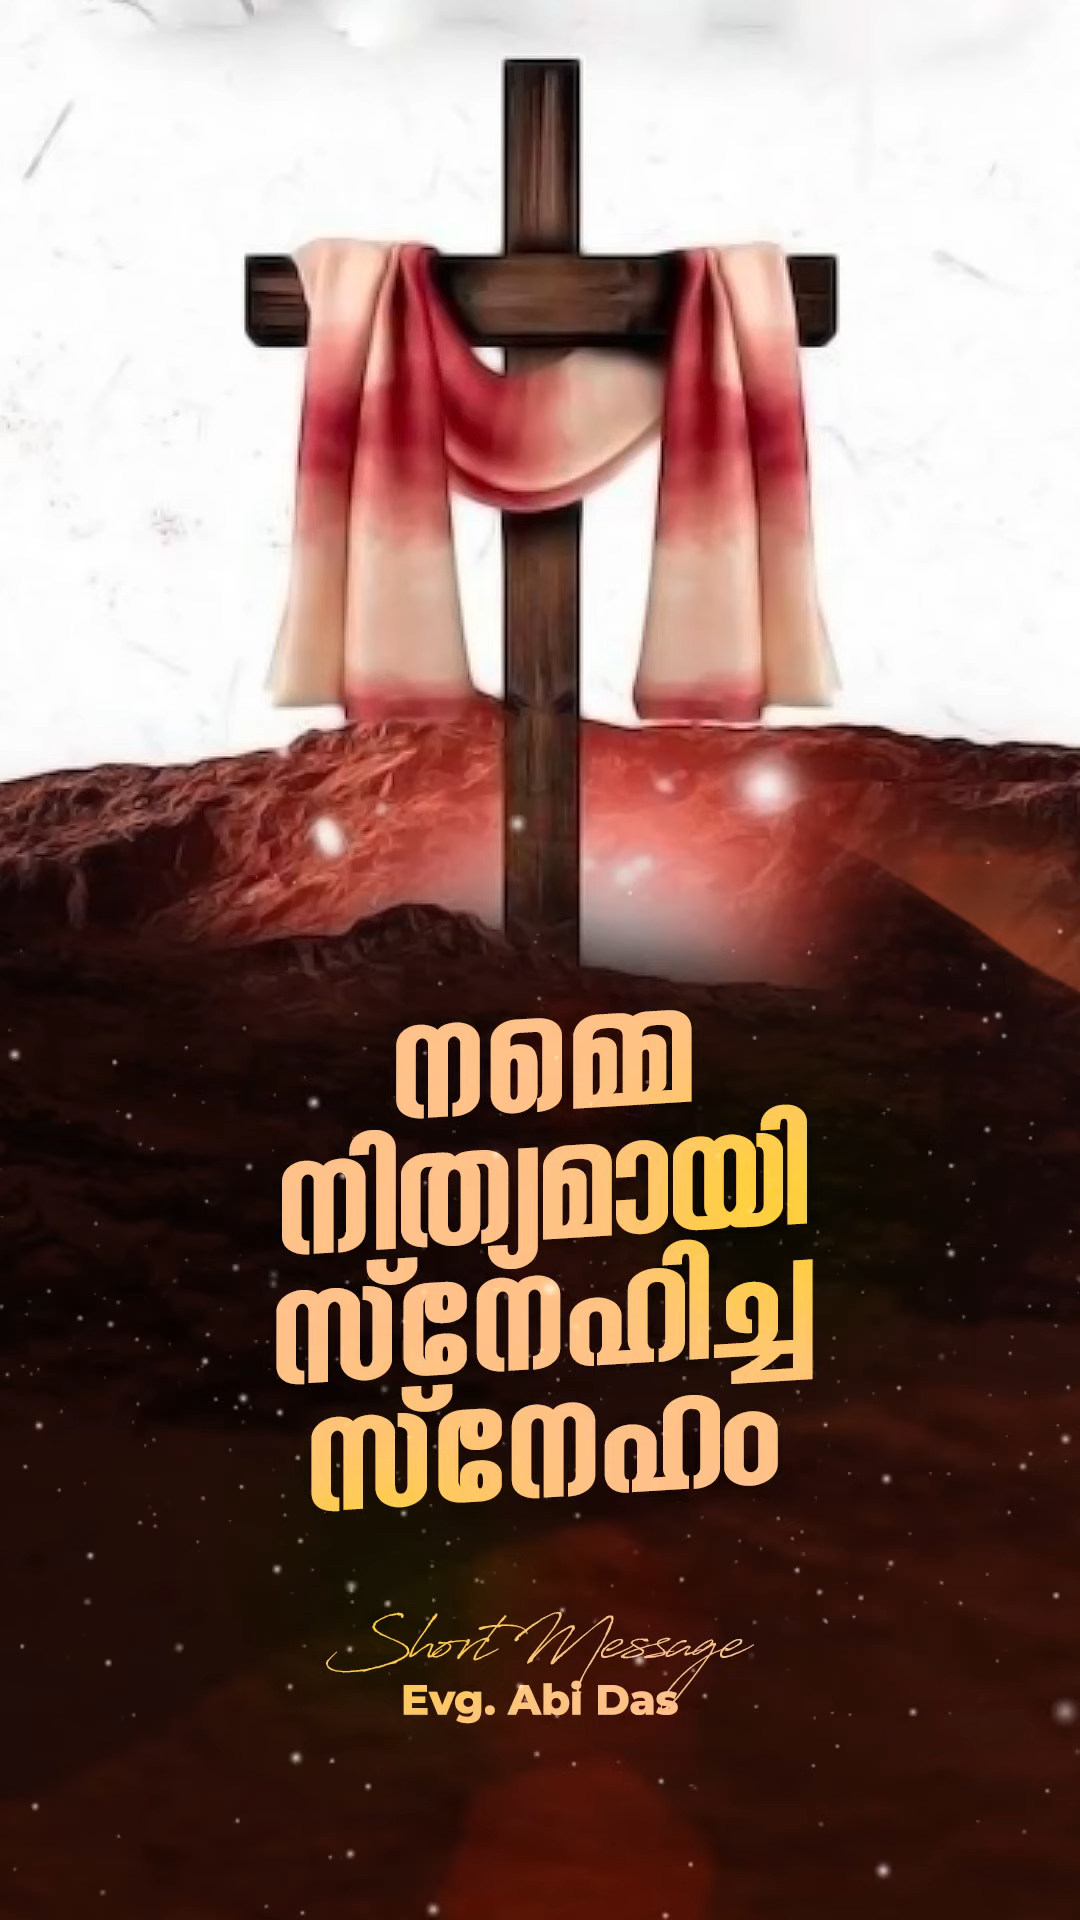 നമ്മെ
നിത്യമായി
സ്നേഹിച്ച
സ്നേഹം
Short Message
Evg. Abi Das